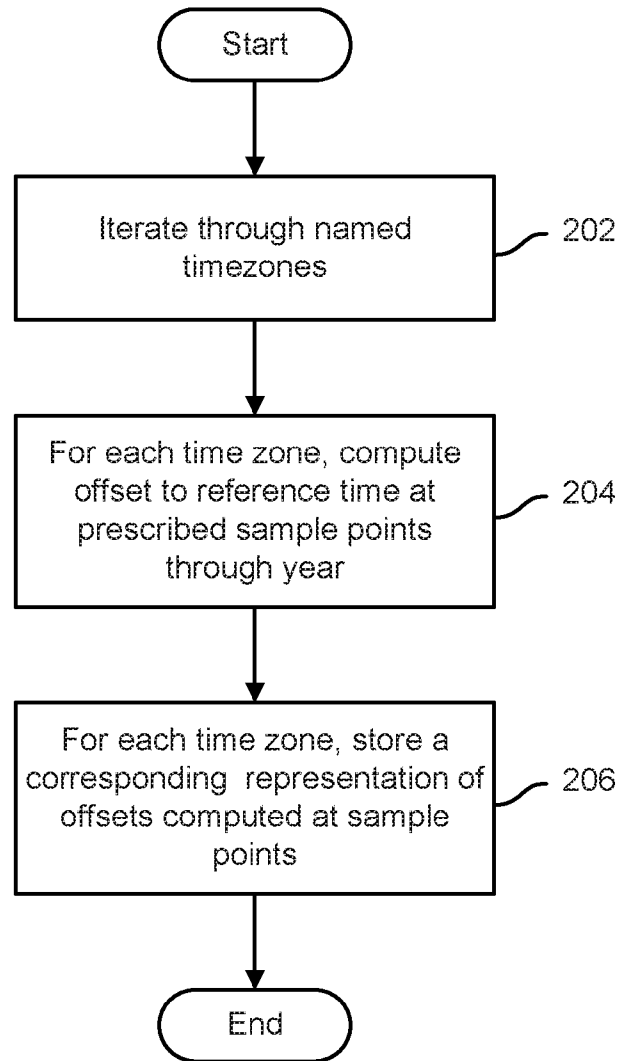 Start
Iterate through named
timezones
202
For each time zone, compute
offset to reference time at
prescribed sample points
through year
204
For each time zone, store a
corresponding representation of
offsets computed at sample
points
206
End